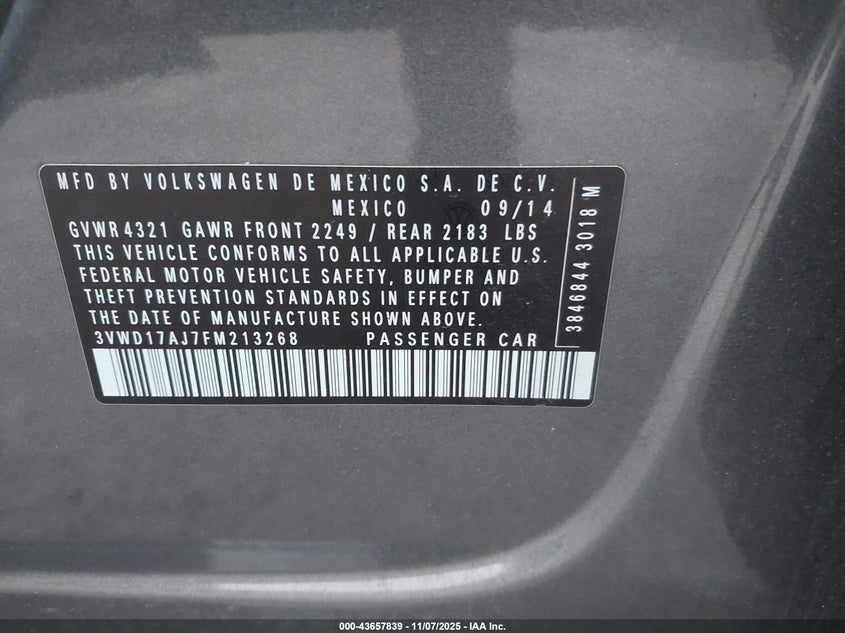 MFD BY VOLKSWAGEN DE MEXICO S.A. DE C.V.
MEXICO 09/14
GVWR 4321 GAWR FRONT 2249 / REAR 2183 LBS
THIS VEHICLE CONFORMS TO ALL APPLICABLE U.S.
FEDERAL MOTOR VEHICLE SAFETY, BUMPER AND
THEFT PREVENTION STANDARDS IN EFFECT ON
THE DATE OF MANUFACTURE SHOWN ABOVE.
3VWD17AJ7FM213268 PASSENGER CAR
3846844 3018 M
000-43657839 - 11/07/2025 - IAA Inc.